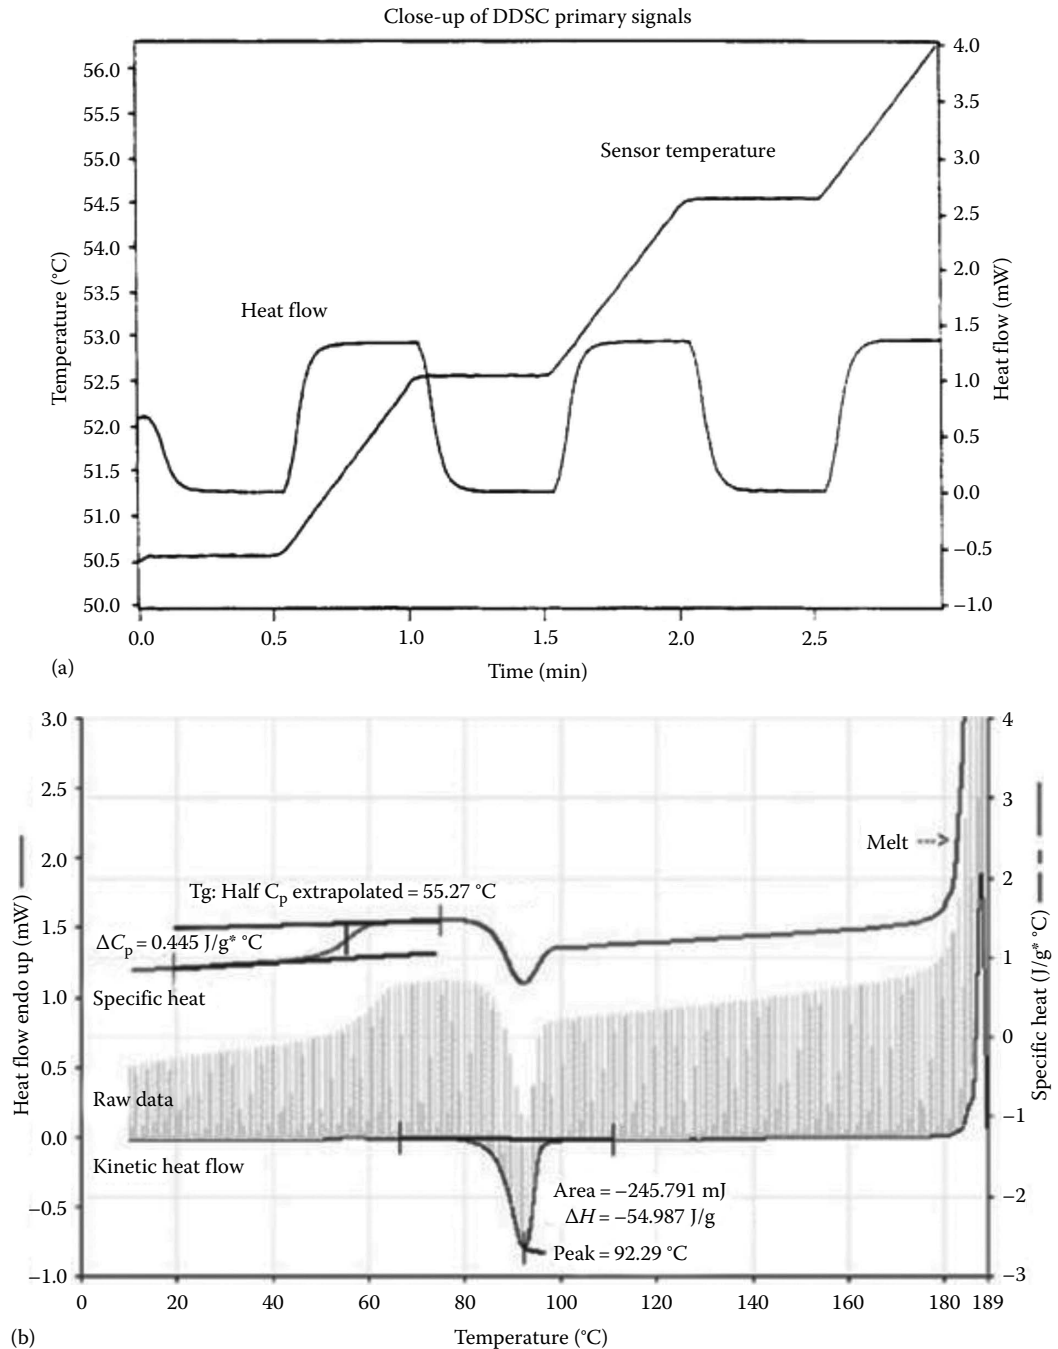 Close-up of DDSC primary signals
56.0
55.5
55.0
54.5
54.0
53.5
53.0
52.5
52.0
51.5
51.0
50.5
50.0
Temperature (°C)
Sensor temperature
Heat flow
4.0
3.5
3.0
2.5
2.0
1.5
1.0
0.5
0.0
−0.5
−1.0
Heat flow (mW)
0.0 0.5 1.0 1.5 2.0 2.5
Time (min)
(a)
3.0
2.5
2.0
1.5
1.0
0.5
0.0
−0.5
−1.0
Heat flow endo up (mW)
Melt
Tg: Half Cp extrapolated = 55.27 °C
ΔCp = 0.445 J/g* °C
Specific heat
Raw data
Kinetic heat flow
Area = −245.791 mJ
ΔH = −54.987 J/g
Peak = 92.29 °C
4
3
2
1
0
−1
−2
−3
Specific heat (J/g* °C)
0 20 40 60 80 100 120 140 160 180 189
Temperature (°C)
(b)